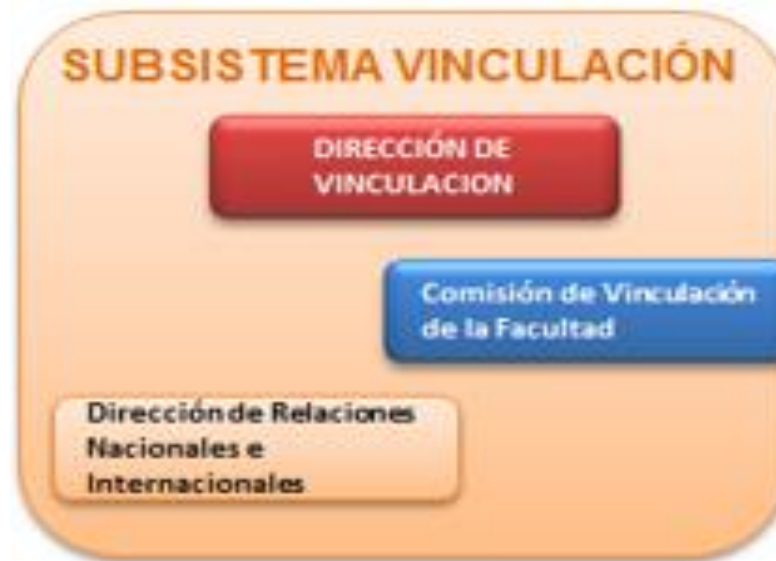 SUBSISTEMA VINCULACIÓN
DIRECCIÓN DE
VINCULACION
Comisión de Vinculación
de la Facultad
Dirección de Relaciones
Nacionales e
Internacionales